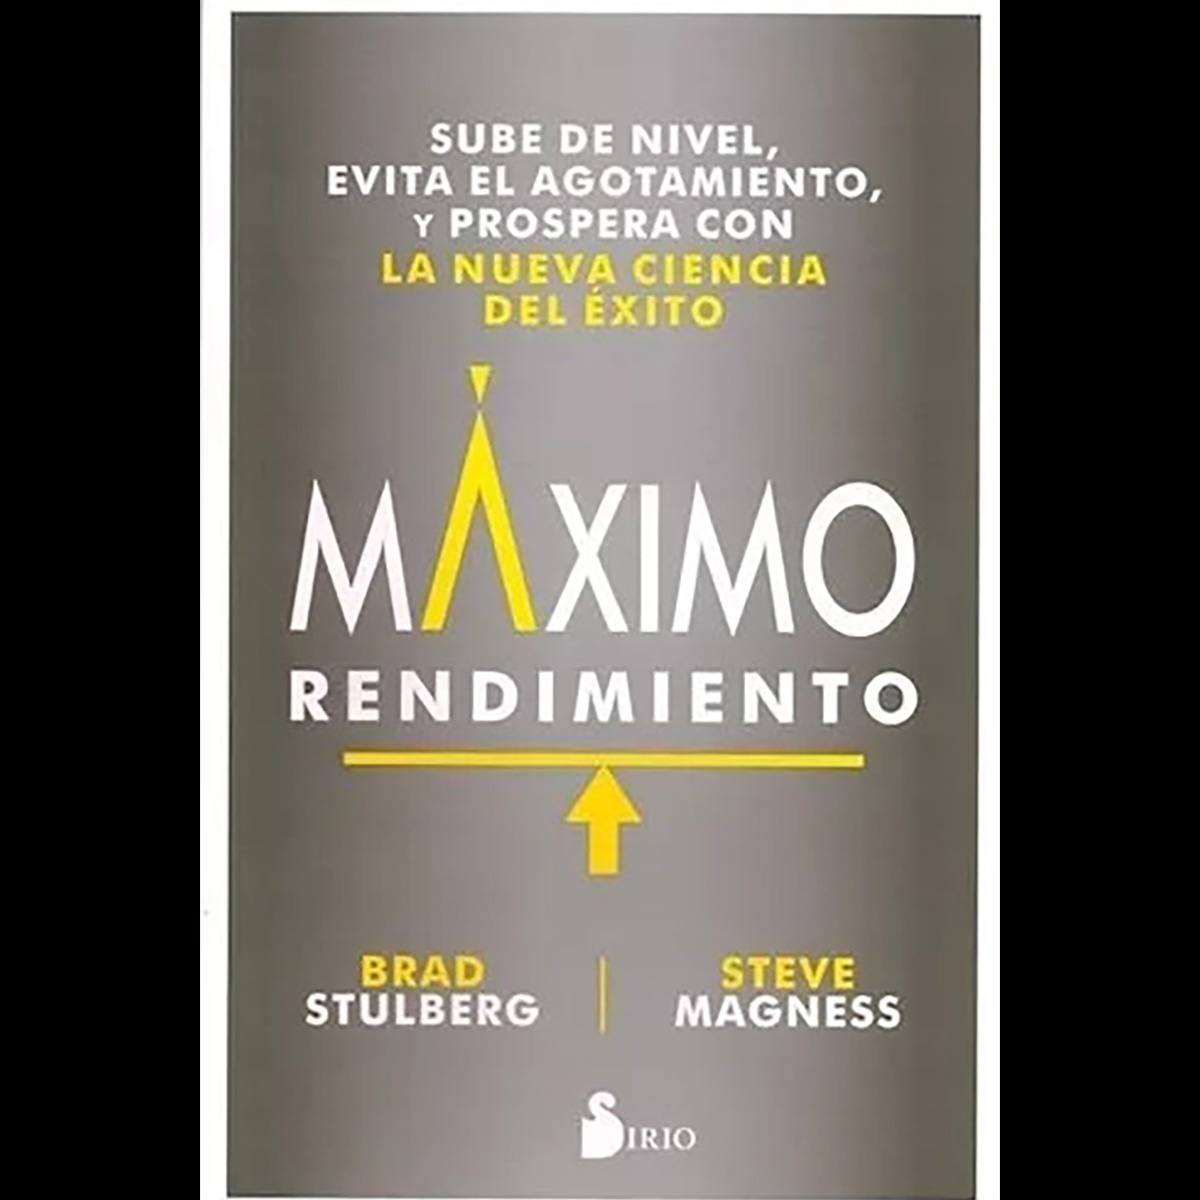 SUBE DE NIVEL,
EVITA EL AGOTAMIENTO,
Y PROSPERA CON
LA NUEVA CIENCIA
DEL ÉXITO
MÁXIMO
RENDIMIENTO
BRAD
STULBERG
STEVE
MAGNESS
SIRIO